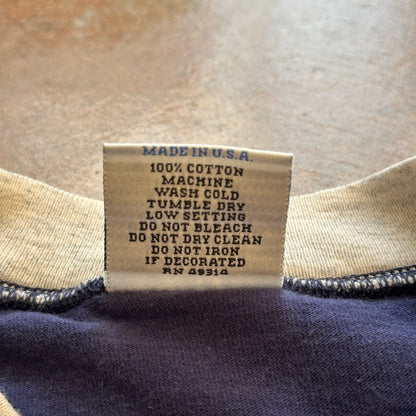 MADE IN U.S.A.
100% COTTON
MACHINE
WASH COLD
TUMBLE DRY
LOW SETTING
DO NOT BLEACH
DO NOT DRY CLEAN
DO NOT IRON
IF DECORATED
RN 49314